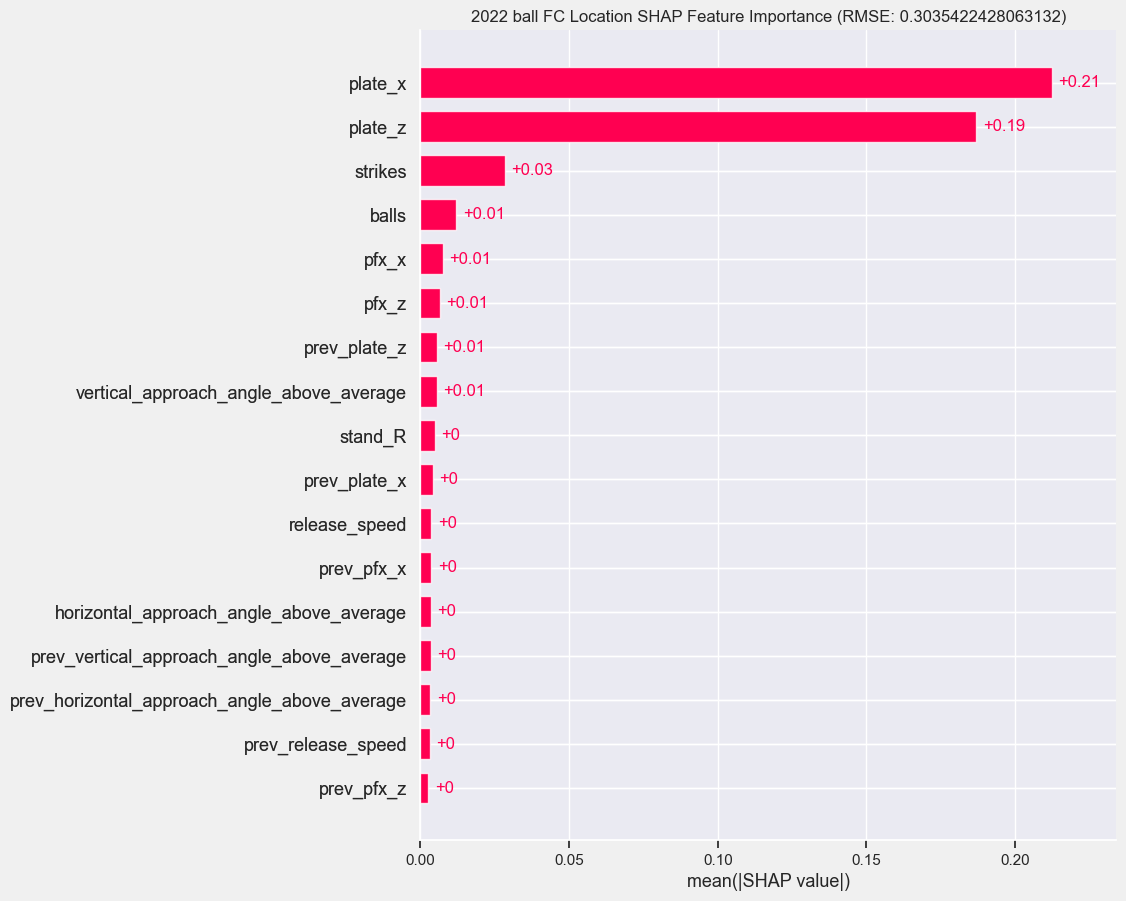 2022 ball FC Location SHAP Feature Importance (RMSE: 0.3035422428063132)
plate_x +0.21
plate_z +0.19
strikes +0.03
balls +0.01
pfx_x +0.01
pfx_z +0.01
prev_plate_z +0.01
vertical_approach_angle_above_average +0.01
stand_R +0
prev_plate_x +0
release_speed +0
prev_pfx_x +0
horizontal_approach_angle_above_average +0
prev_vertical_approach_angle_above_average +0
prev_horizontal_approach_angle_above_average +0
prev_release_speed +0
prev_pfx_z +0
0.00 0.05 0.10 0.15 0.20
mean(|SHAP value|)